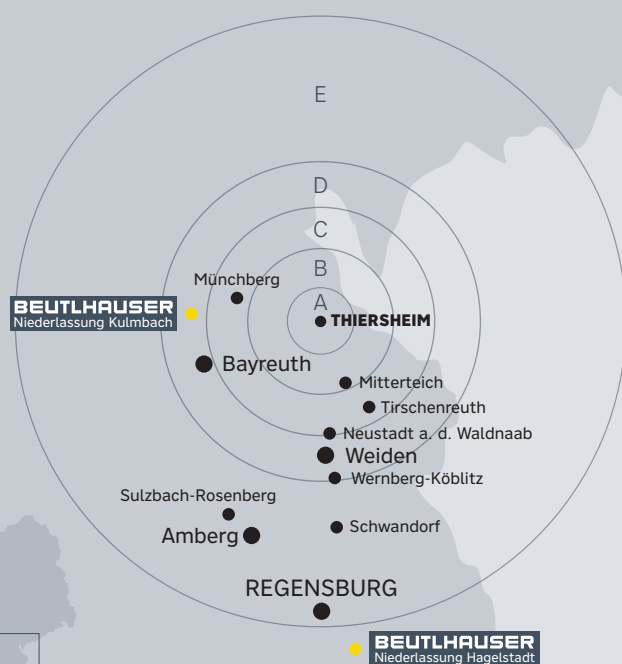 E
D
C
B
Münchberg
A
BEUTLHAUSER
Niederlassung Kulmbach
THIERSHEIM
Bayreuth
Mitterteich
Tirschenreuth
Neustadt a. d. Waldnaab
Weiden
Wernberg-Köblitz
Sulzbach-Rosenberg
Schwandorf
Amberg
REGENSBURG
BEUTLHAUSER
Niederlassung Hagelstadt